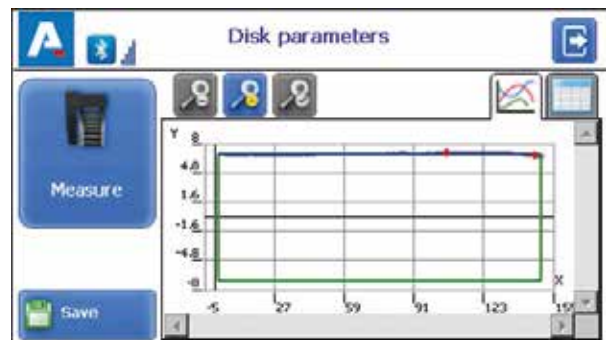 A
Disk parameters
Measure
Save
Y
8
4.8
1.6
-1.6
-4.8
-8
X
-5 27 59 91 123 155